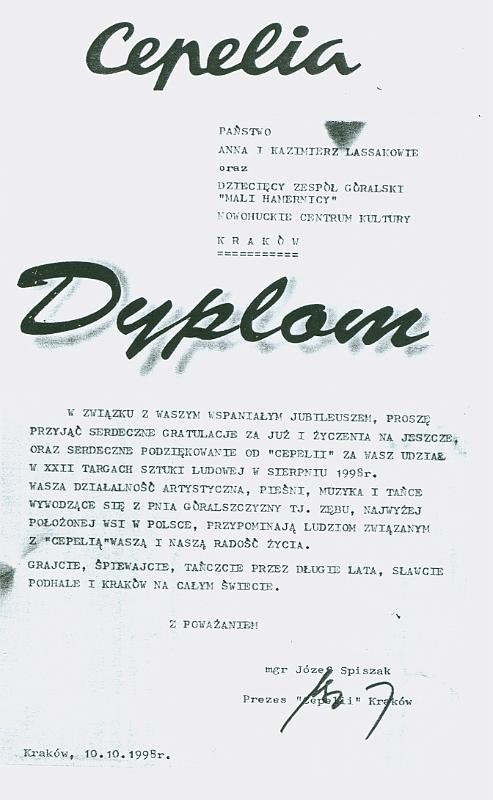 Cepelia
PAŃSTWO
ANNA I KAZIMIERZ LASSAKOWIE
oraz
DZIECIĘCY ZESPÓŁ GÓRALSKI
"MALI HAMERNICY"
NOWOHUCKIE CENTRUM KULTURY
K R A K Ó W
===========
Dyplom
W ZWIĄZKU Z WASZYM WSPANIAŁYM JUBILEUSZEM, PROSZĘ
PRZYJĄĆ SERDECZNE GRATULACJE ZA JUŻ I ŻYCZENIA NA JESZCZE,
ORAZ SERDECZNE PODZIĘKOWANIE OD "CEPELII" ZA WASZ UDZIAŁ
W XXII TARGACH SZTUKI LUDOWEJ W SIERPNIU 1998r.
WASZA DZIAŁALNOŚĆ ARTYSTYCZNA, PIEŚNI, MUZYKA I TAŃCE
WYWODZĄCE SIĘ Z PNIA GÓRALSZCZYZNY TJ. ZĘBU, NAJWYŻEJ
POŁOŻONEJ WSI W POLSCE, PRZYPOMINAJĄ LUDZIOM ZWIĄZANYM
Z "CEPELIĄ"WASZĄ I NASZĄ RADOŚĆ ŻYCIA.
GRAJCIE, ŚPIEWAJCIE, TAŃCZCIE PRZEZ DŁUGIE LATA, SŁAWCIE
PODHALE I KRAKÓW NA CAŁYM ŚWIECIE.
Z POWAŻANIEM
mgr Józef Spiszak
Prezes "Cepelii" Kraków
Kraków, 10.10.1998r.